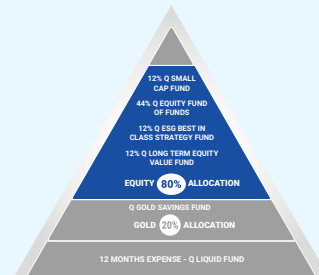 12% Q SMALL
CAP FUND
44% Q EQUITY FUND
OF FUNDS
12% Q ESG BEST IN
CLASS STRATEGY FUND
12% Q LONG TERM EQUITY
VALUE FUND
EQUITY 80% ALLOCATION
Q GOLD SAVINGS FUND
GOLD 20% ALLOCATION
12 MONTHS EXPENSE - Q LIQUID FUND